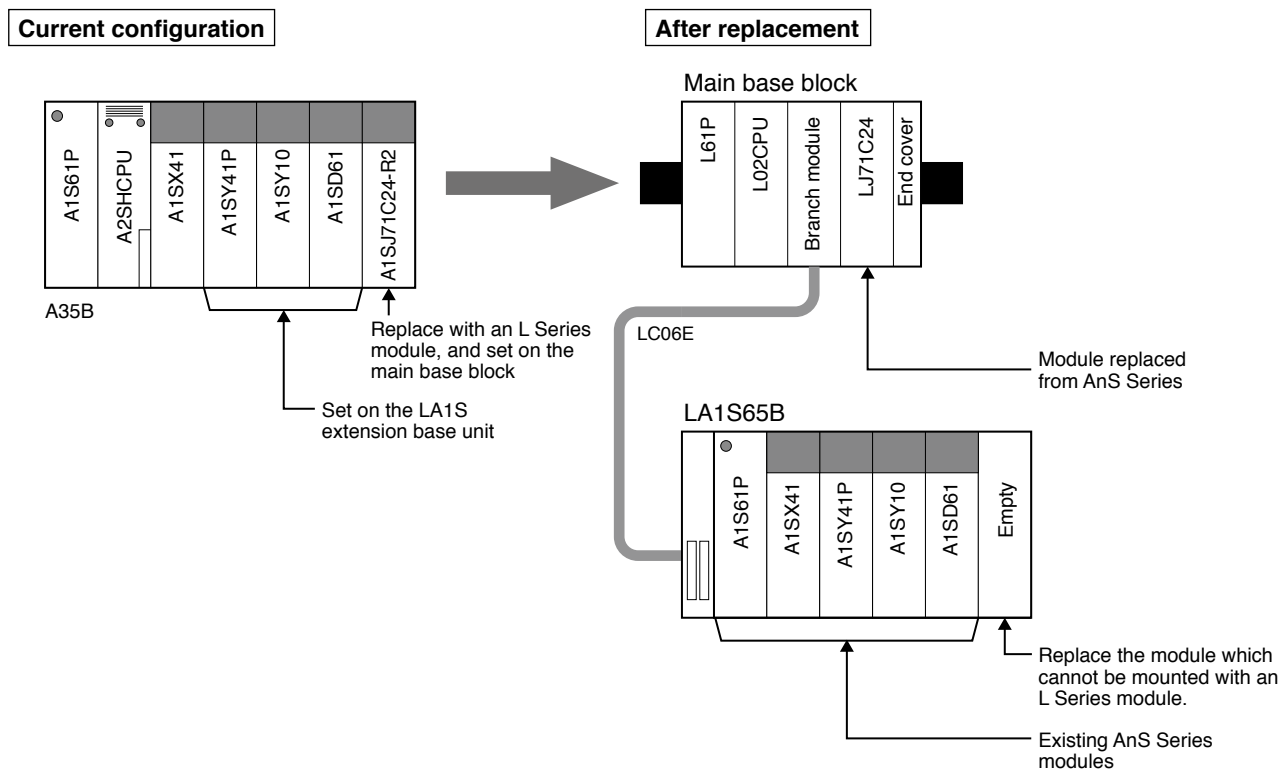 Current configuration
A1S61P
A2SHCPU
A1SX41
A1SY41P
A1SY10
A1SD61
A1SJ71C24-R2
A35B
Replace with an L Series
module, and set on the
main base block
Set on the LA1S
extension base unit
After replacement
Main base block
L61P
L02CPU
Branch module
LJ71C24
End cover
LC06E
Module replaced
from AnS Series
LA1S65B
A1S61P
A1SX41
A1SY41P
A1SY10
A1SD61
Empty
Replace the module which
cannot be mounted with an
L Series module.
Existing AnS Series
modules